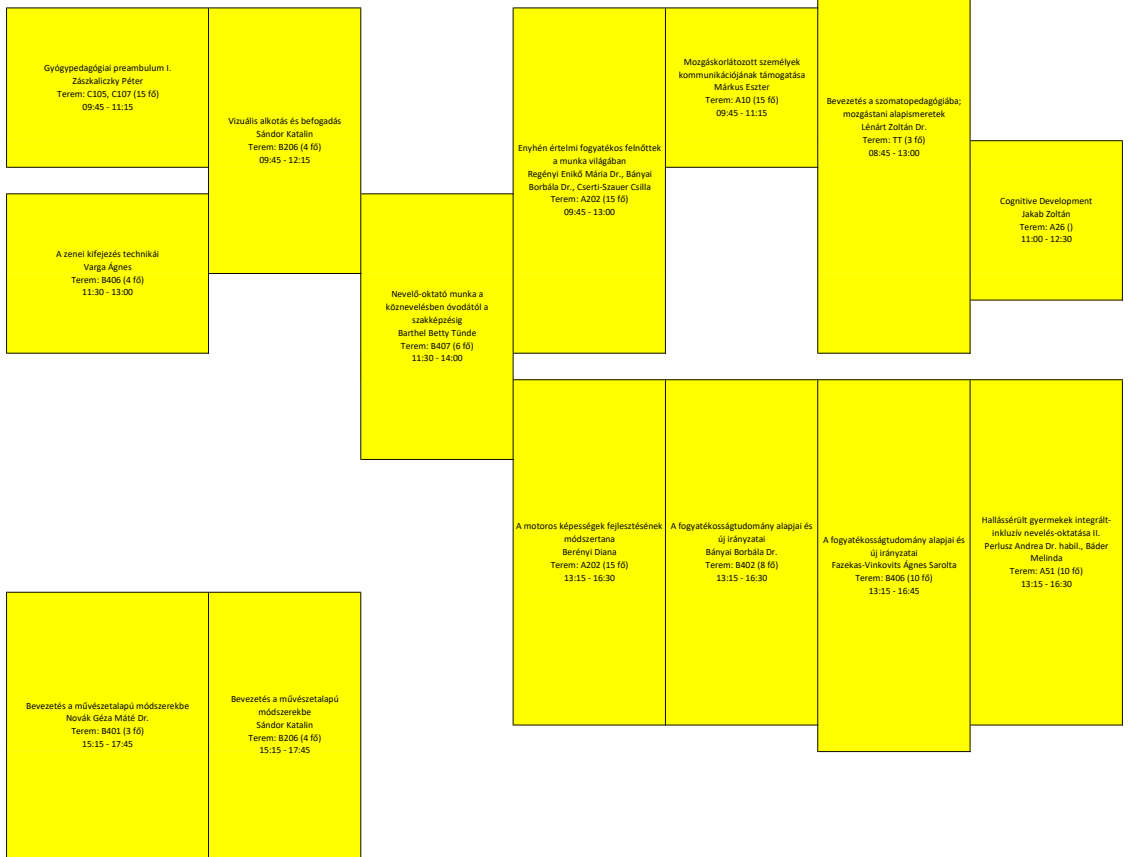 Gyógypedagógiai preambulum I.
Zászkaliczky Péter
Terem: C105, C107 (15 fő)
09:45 - 11:15
Vizuális alkotás és befogadás
Sándor Katalin
Terem: B206 (4 fő)
09:45 - 12:15
Enyhén értelmi fogyatékos felnőttek
a munka világában
Regényi Enikő Mária Dr., Bányai
Borbála Dr., Cserti-Szauer Csilla
Terem: A202 (15 fő)
09:45 - 13:00
Mozgáskorlátozott személyek
kommunikációjának támogatása
Márkus Eszter
Terem: A10 (15 fő)
09:45 - 11:15
Bevezetés a szomatopedagógiába;
mozgástani alapismeretek
Lénárt Zoltán Dr.
Terem: TT (3 fő)
08:45 - 13:00
Cognitive Development
Jakab Zoltán
Terem: A26 ()
11:00 - 12:30
A zenei kifejezés technikái
Varga Ágnes
Terem: B406 (4 fő)
11:30 - 13:00
Nevelő-oktató munka a
köznevelésben óvodától a
szakképzésig
Barthel Betty Tünde
Terem: B407 (6 fő)
11:30 - 14:00
A motoros képességek fejlesztésének
módszertana
Berényi Diana
Terem: A202 (15 fő)
13:15 - 16:30
A fogyatékosságtudomány alapjai és
új irányzatai
Bányai Borbála Dr.
Terem: B402 (8 fő)
13:15 - 16:30
A fogyatékosságtudomány alapjai és
új irányzatai
Fazekas-Vinkovits Ágnes Sarolta
Terem: B406 (10 fő)
13:15 - 16:45
Hallássérült gyermekek integrált-
inkluzív nevelés-oktatása II.
Perlusz Andrea Dr. habil., Báder
Melinda
Terem: A51 (10 fő)
13:15 - 16:30
Bevezetés a művészetalapú módszerekbe
Novák Géza Máté Dr.
Terem: B401 (3 fő)
15:15 - 17:45
Bevezetés a művészetalapú
módszerekbe
Sándor Katalin
Terem: B206 (4 fő)
15:15 - 17:45